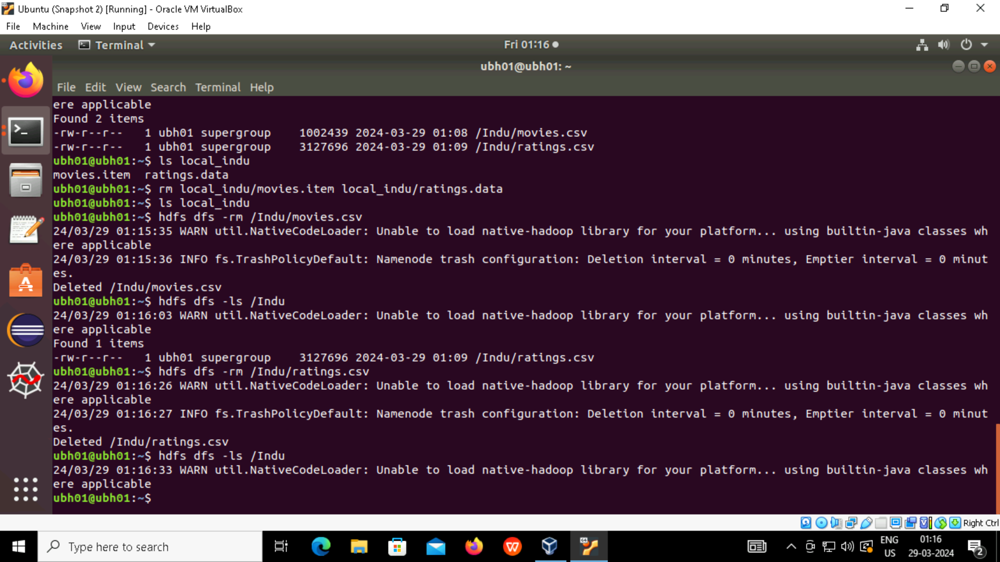 Ubuntu (Snapshot 2) [Running] - Oracle VM VirtualBox
File Machine View Input Devices Help
Activities Terminal Fri 01:16
ubh01@ubh01: ~
File Edit View Search Terminal Help
ere applicable
Found 2 items
-rw-r--r--   1 ubh01 supergroup    1002439 2024-03-29 01:08 /Indu/movies.csv
-rw-r--r--   1 ubh01 supergroup    3127696 2024-03-29 01:09 /Indu/ratings.csv
ubh01@ubh01:~$ ls local_indu
movies.item  ratings.data
ubh01@ubh01:~$ rm local_indu/movies.item local_indu/ratings.data
ubh01@ubh01:~$ ls local_indu
ubh01@ubh01:~$ hdfs dfs -rm /Indu/movies.csv
24/03/29 01:15:35 WARN util.NativeCodeLoader: Unable to load native-hadoop library for your platform... using builtin-java classes wh
ere applicable
24/03/29 01:15:36 INFO fs.TrashPolicyDefault: Namenode trash configuration: Deletion interval = 0 minutes, Emptier interval = 0 minut
es.
Deleted /Indu/movies.csv
ubh01@ubh01:~$ hdfs dfs -ls /Indu
24/03/29 01:16:03 WARN util.NativeCodeLoader: Unable to load native-hadoop library for your platform... using builtin-java classes wh
ere applicable
Found 1 items
-rw-r--r--   1 ubh01 supergroup    3127696 2024-03-29 01:09 /Indu/ratings.csv
ubh01@ubh01:~$ hdfs dfs -rm /Indu/ratings.csv
24/03/29 01:16:26 WARN util.NativeCodeLoader: Unable to load native-hadoop library for your platform... using builtin-java classes wh
ere applicable
24/03/29 01:16:27 INFO fs.TrashPolicyDefault: Namenode trash configuration: Deletion interval = 0 minutes, Emptier interval = 0 minut
es.
Deleted /Indu/ratings.csv
ubh01@ubh01:~$ hdfs dfs -ls /Indu
24/03/29 01:16:33 WARN util.NativeCodeLoader: Unable to load native-hadoop library for your platform... using builtin-java classes wh
ere applicable
ubh01@ubh01:~$
Right Ctrl
Type here to search
ENG 01:16
US 29-03-2024 2